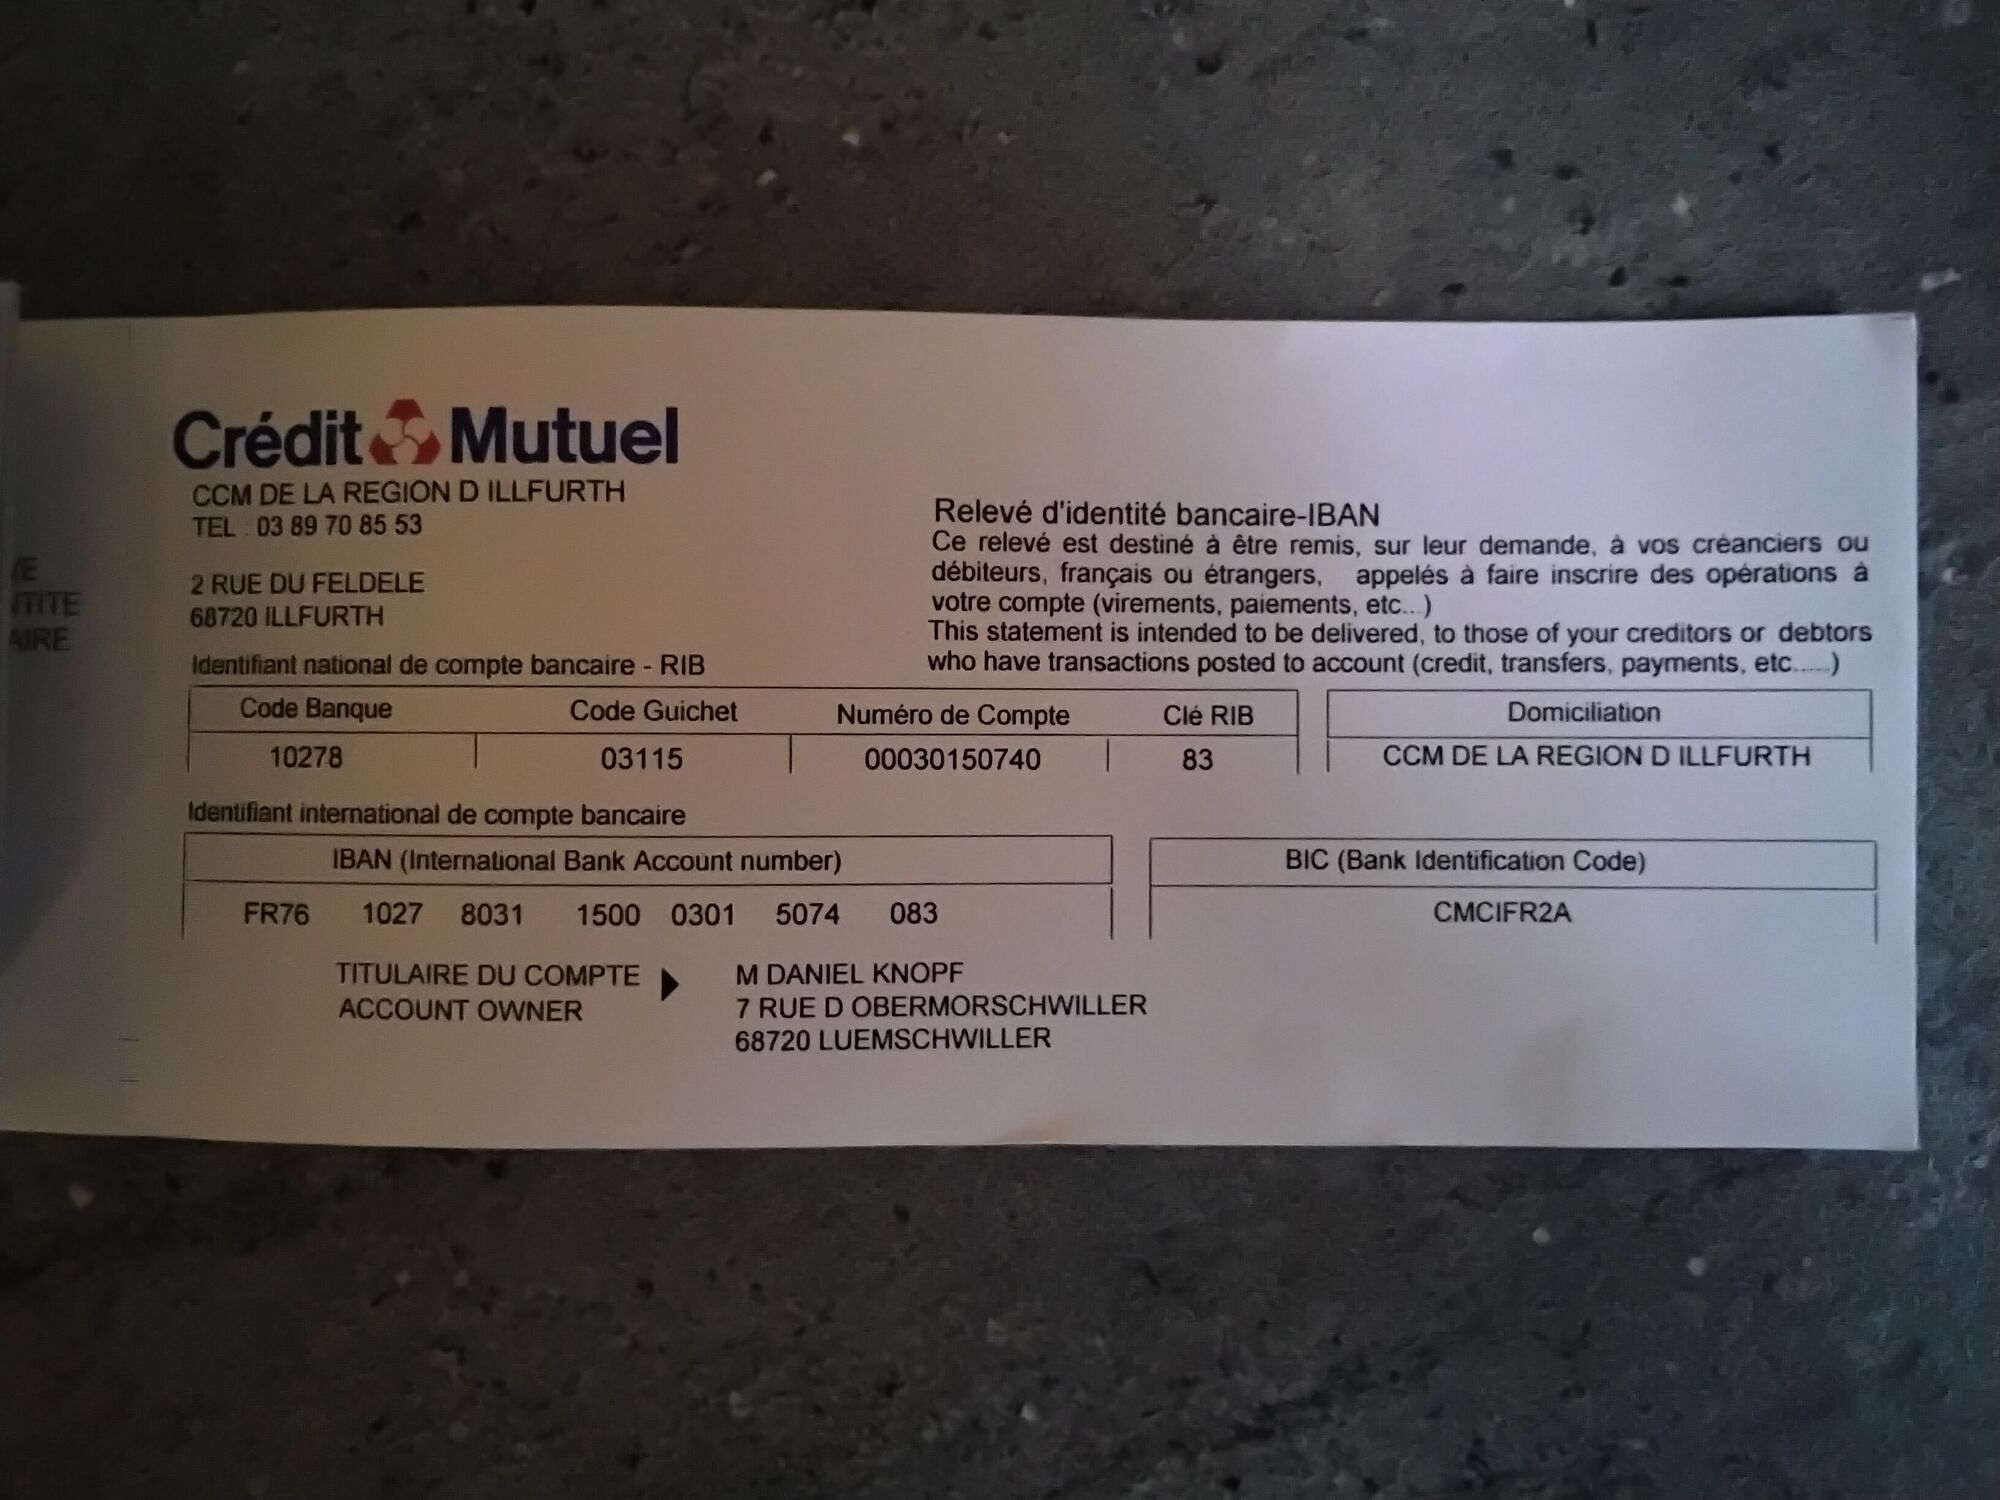 Crédit Mutuel
CCM DE LA REGION D ILLFURTH
TEL : 03 89 70 85 53
2 RUE DU FELDELE
68720 ILLFURTH
Relevé d'identité bancaire-IBAN
Ce relevé est destiné à être remis, sur leur demande, à vos créanciers ou
débiteurs, français ou étrangers, appelés à faire inscrire des opérations à
votre compte (virements, paiements, etc...)
This statement is intended to be delivered, to those of your creditors or debtors
who have transactions posted to account (credit, transfers, payments, etc......)
Identifiant national de compte bancaire - RIB
Code Banque Code Guichet Numéro de Compte Clé RIB Domiciliation
10278 03115 00030150740 83 CCM DE LA REGION D ILLFURTH
Identifiant international de compte bancaire
IBAN (International Bank Account number) BIC (Bank Identification Code)
FR76 1027 8031 1500 0301 5074 083 CMCIFR2A
TITULAIRE DU COMPTE M DANIEL KNOPF
ACCOUNT OWNER 7 RUE D OBERMORSCHWILLER
68720 LUEMSCHWILLER